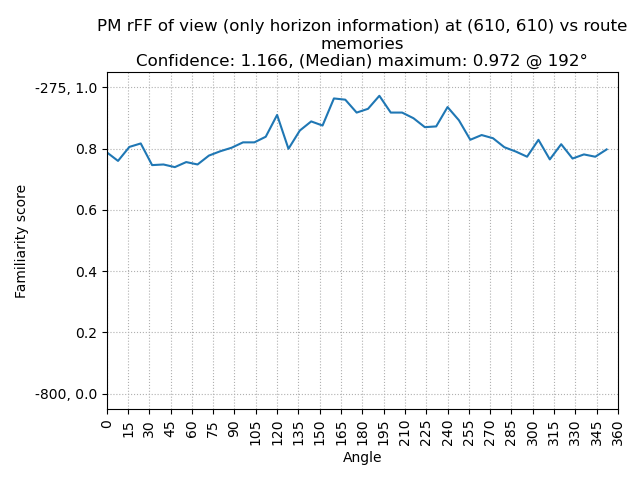 PM rFF of view (only horizon information) at (610, 610) vs route
memories
Confidence: 1.166, (Median) maximum: 0.972 @ 192°
-275, 1.0
0.8
0.6
0.4
0.2
-800, 0.0
Familiarity score
0 15 30 45 60 75 90 105 120 135 150 165 180 195 210 225 240 255 270 285 300 315 330 345 360
Angle